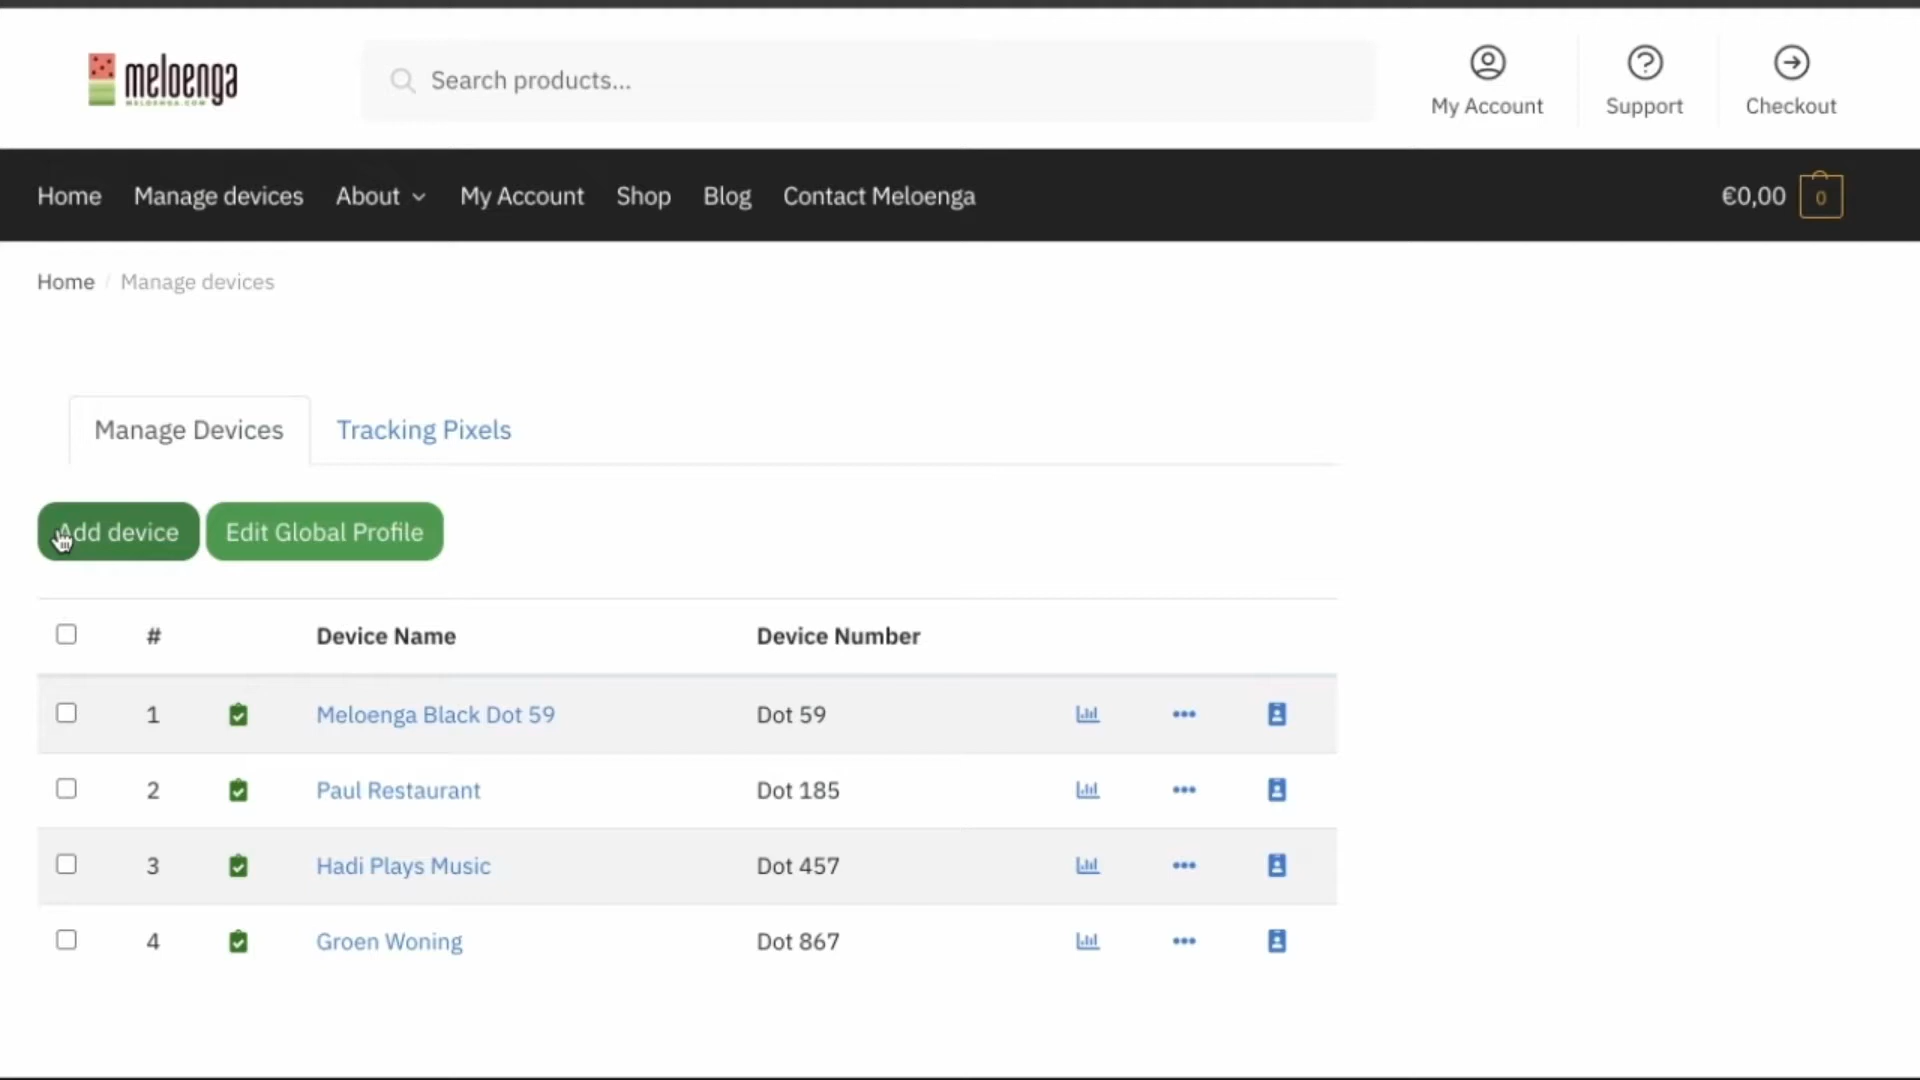 meloenga
MELOENGA.COM
Search products...
My Account
Support
Checkout
Home
Manage devices
About
My Account
Shop
Blog
Contact Meloenga
€0,00
0
Home / Manage devices
Manage Devices
Tracking Pixels
Add device
Edit Global Profile
# Device Name Device Number
1 Meloenga Black Dot 59 Dot 59
2 Paul Restaurant Dot 185
3 Hadi Plays Music Dot 457
4 Groen Woning Dot 867